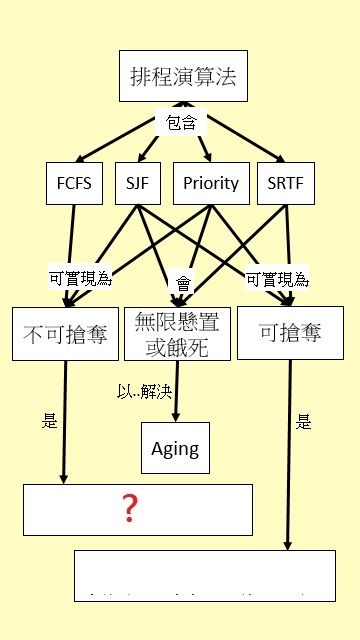 排程演算法
包含
FCFS
SJF
Priority
SRTF
可實現為
會
可實現為
不可搶奪
無限懸置
或餓死
可搶奪
以..解決
是
是
Aging
?